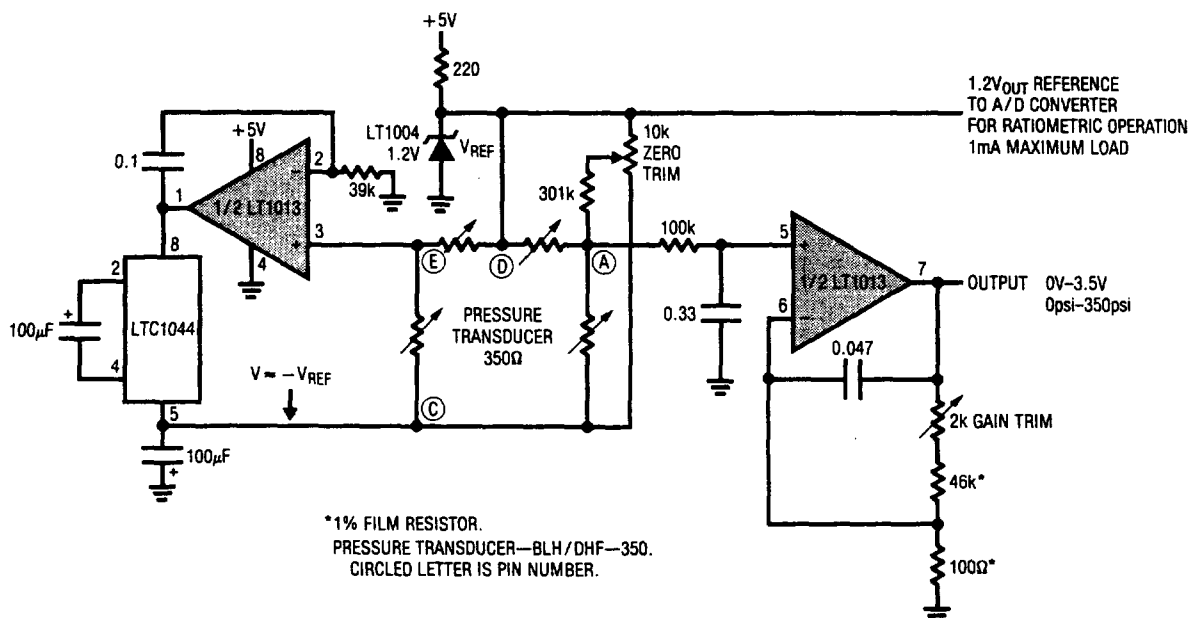 +5V
220
1.2VOUT REFERENCE
TO A/D CONVERTER
FOR RATIOMETRIC OPERATION
1mA MAXIMUM LOAD
LT1004
1.2V
VREF
10k
ZERO
TRIM
301k
+5V
0.1
8
2
−
39k
1
1/2 LT1013
3
+
4
E
D
A
100k
5
+
1/2 LT1013
7
OUTPUT
0V–3.5V
0psi–350psi
6
−
0.33
8
2
+
100μF
LTC1044
4
5
PRESSURE
TRANSDUCER
350Ω
0.047
V ≈ −VREF
C
2k GAIN TRIM
100μF
+
46k*
100Ω*
*1% FILM RESISTOR.
PRESSURE TRANSDUCER—BLH/DHF—350.
CIRCLED LETTER IS PIN NUMBER.